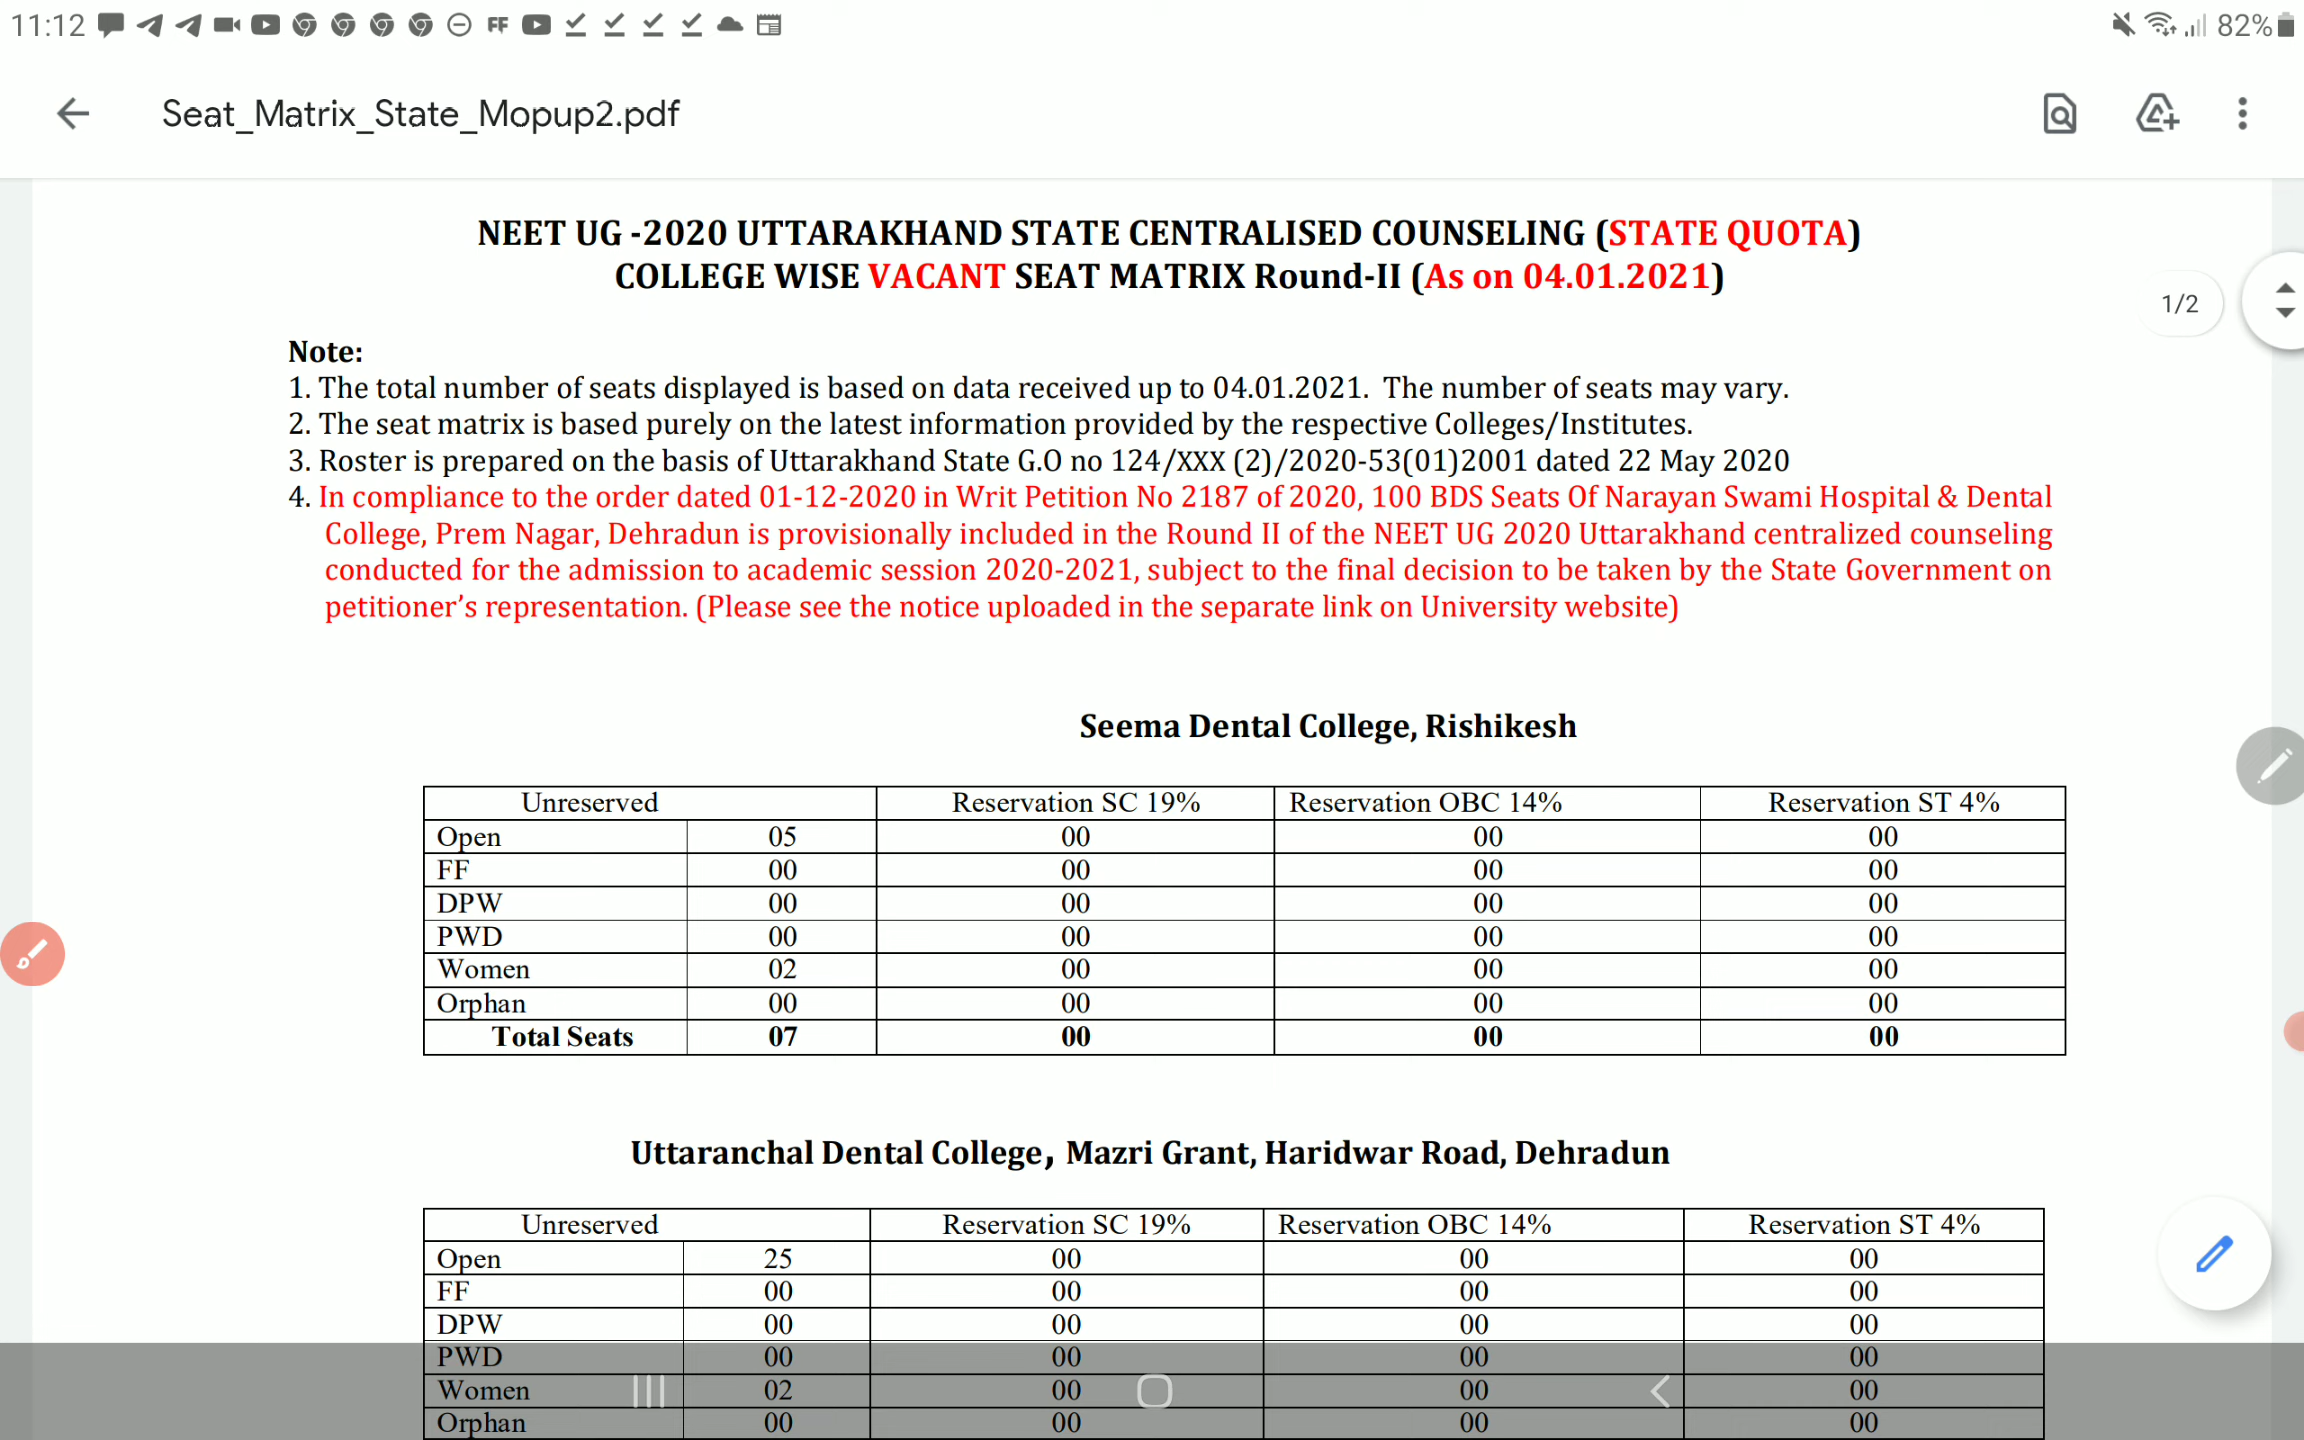 11:12
FF
82%
Seat_Matrix_State_Mopup2.pdf
NEET UG -2020 UTTARAKHAND STATE CENTRALISED COUNSELING (STATE QUOTA)
COLLEGE WISE VACANT SEAT MATRIX Round-II (As on 04.01.2021)
1/2
Note:
1. The total number of seats displayed is based on data received up to 04.01.2021. The number of seats may vary.
2. The seat matrix is based purely on the latest information provided by the respective Colleges/Institutes.
3. Roster is prepared on the basis of Uttarakhand State G.O no 124/XXX (2)/2020-53(01)2001 dated 22 May 2020
4. In compliance to the order dated 01-12-2020 in Writ Petition No 2187 of 2020, 100 BDS Seats Of Narayan Swami Hospital & Dental
College, Prem Nagar, Dehradun is provisionally included in the Round II of the NEET UG 2020 Uttarakhand centralized counseling
conducted for the admission to academic session 2020-2021, subject to the final decision to be taken by the State Government on
petitioner's representation. (Please see the notice uploaded in the separate link on University website)
Seema Dental College, Rishikesh
Unreserved Reservation SC 19% Reservation OBC 14% Reservation ST 4%
Open 05 00 00 00
FF 00 00 00 00
DPW 00 00 00 00
PWD 00 00 00 00
Women 02 00 00 00
Orphan 00 00 00 00
Total Seats 07 00 00 00
Uttaranchal Dental College, Mazri Grant, Haridwar Road, Dehradun
Unreserved Reservation SC 19% Reservation OBC 14% Reservation ST 4%
Open 25 00 00 00
FF 00 00 00 00
DPW 00 00 00 00
PWD 00 00 00 00
Women 02 00 00 00
Orphan 00 00 00 00